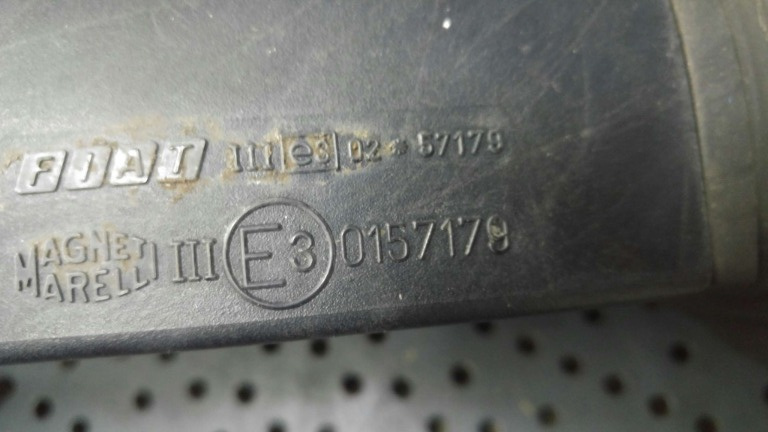 FIAT III e3 02 * 57179
MAGNETI MARELLI III E3 0157179